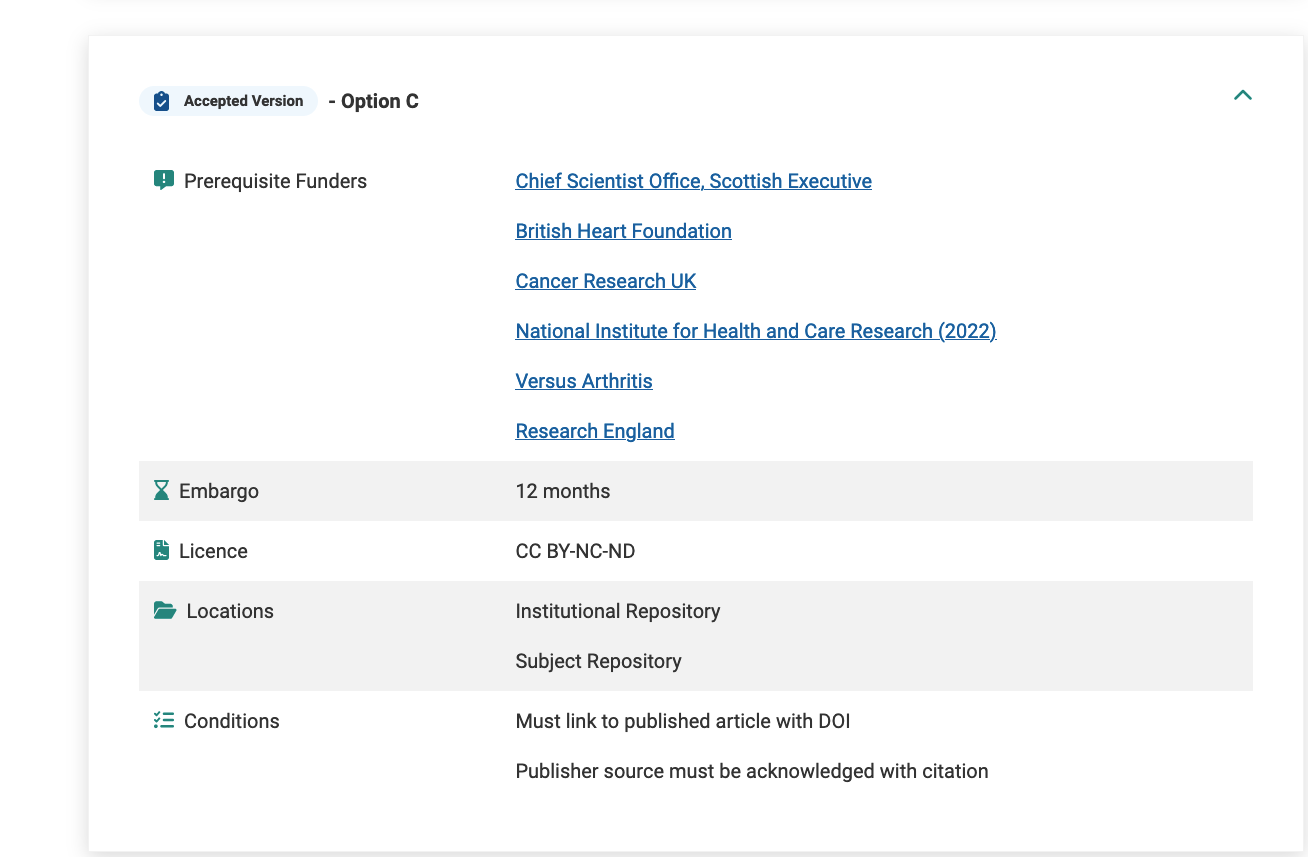 Accepted Version - Option C
Prerequisite Funders Chief Scientist Office, Scottish Executive
British Heart Foundation
Cancer Research UK
National Institute for Health and Care Research (2022)
Versus Arthritis
Research England
Embargo 12 months
Licence CC BY-NC-ND
Locations Institutional Repository
Subject Repository
Conditions Must link to published article with DOI
Publisher source must be acknowledged with citation